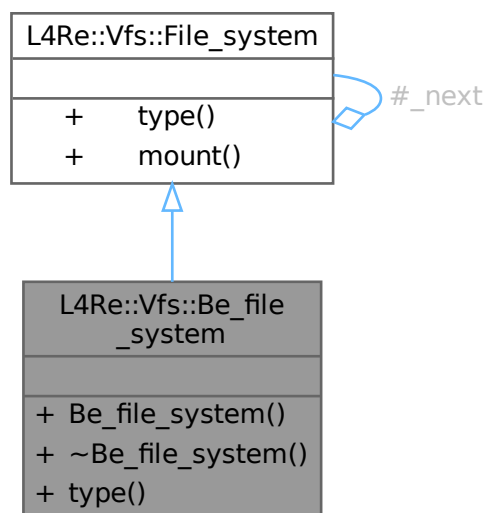 L4Re::Vfs::File_system
+ type()
+ mount()
#_next
L4Re::Vfs::Be_file
_system
+ Be_file_system()
+ ~Be_file_system()
+ type()